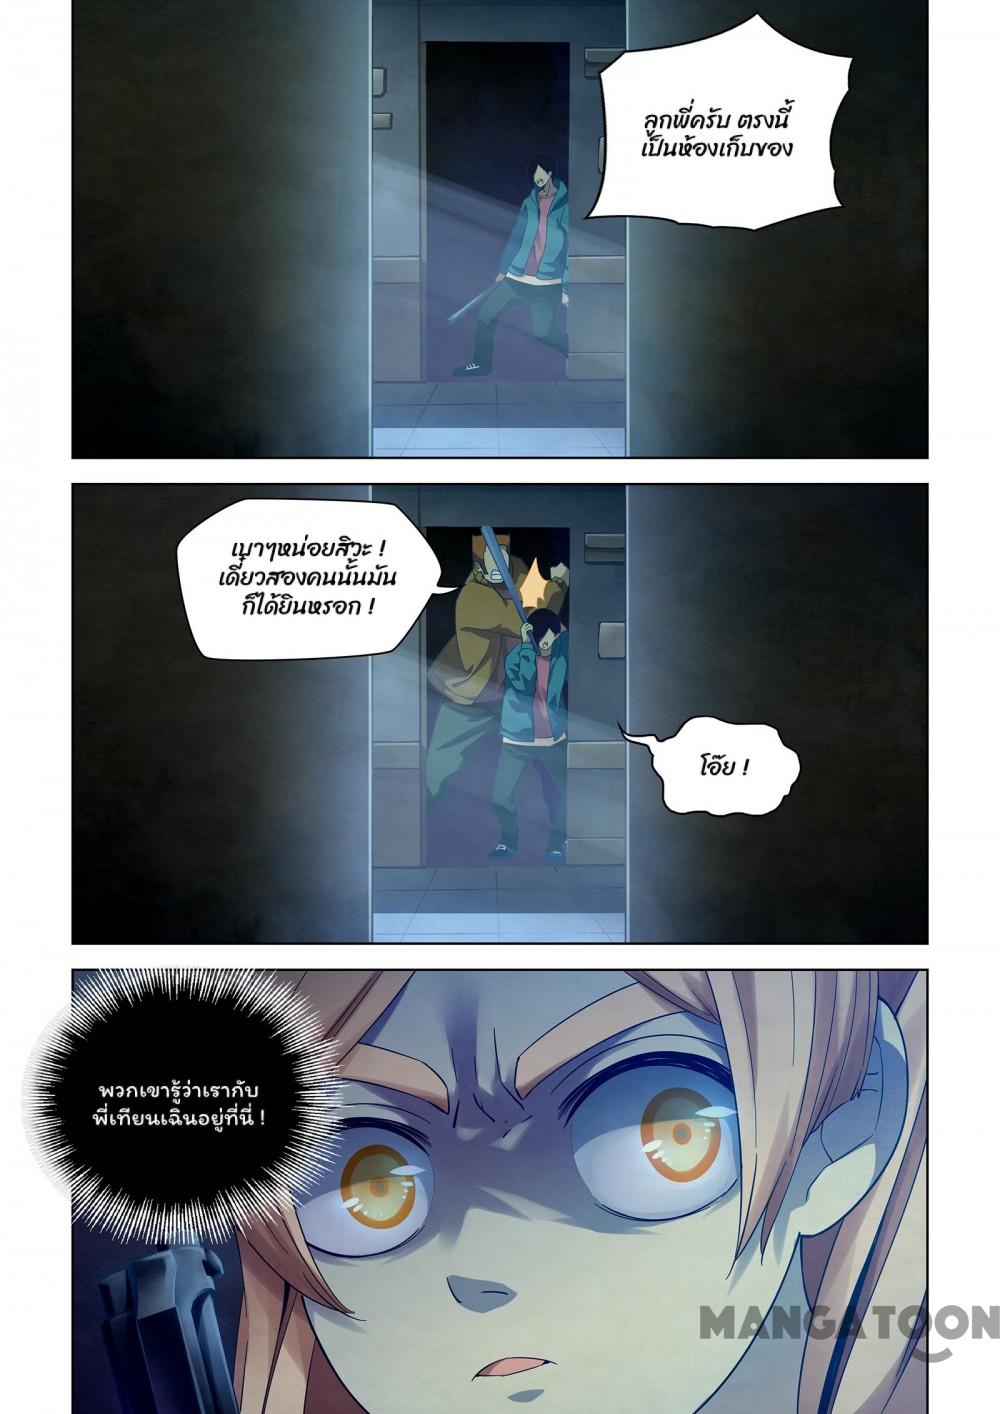 ลูกพี่ครับ ตรงนี้
เป็นห้องเก็บของ
เบาๆหน่อยสิวะ !
เดี๋ยวสองคนนั้นมัน
ก็ได้ยินหรอก !
โอ๊ย !
พวกเขารู้ว่าเรากับ
พี่เทียนเฉินอยู่ที่นี่ !
MANGATOON